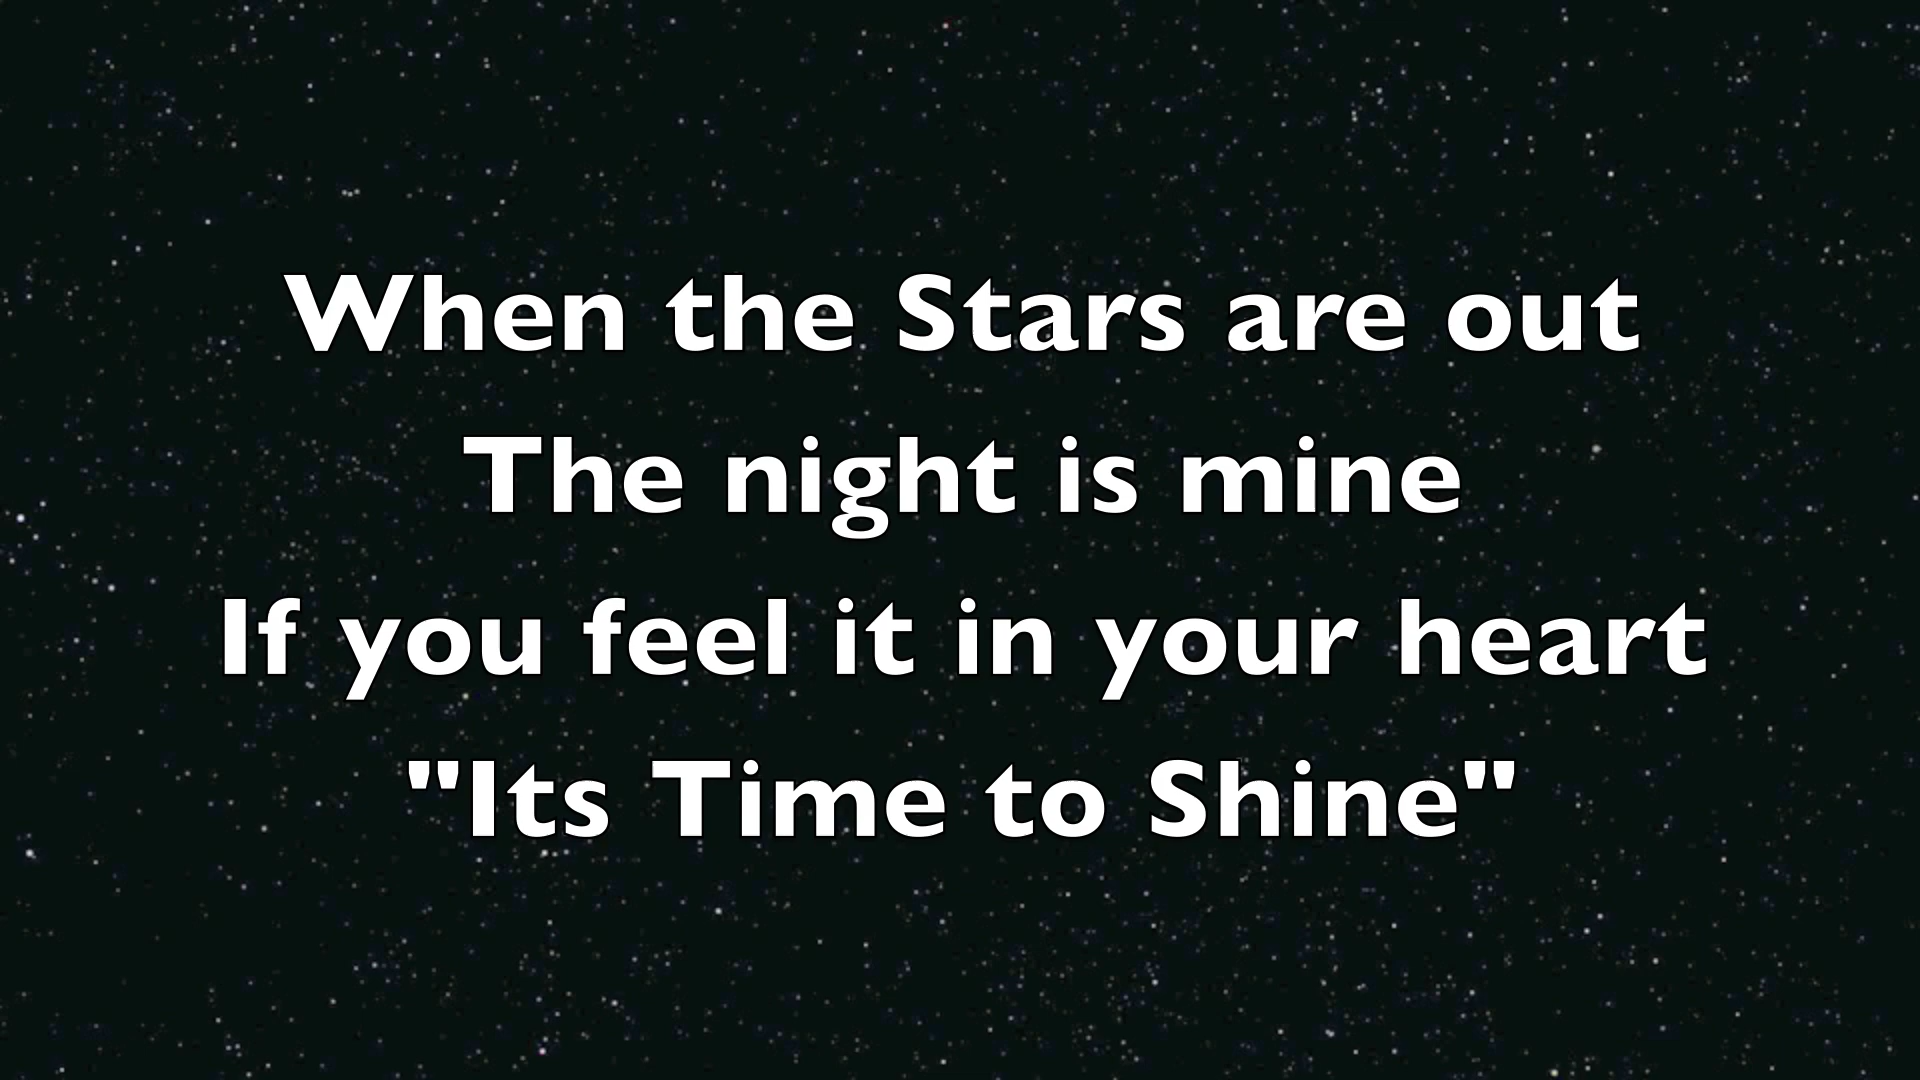 When the Stars are out
The night is mine
If you feel it in your heart
"Its Time to Shine"